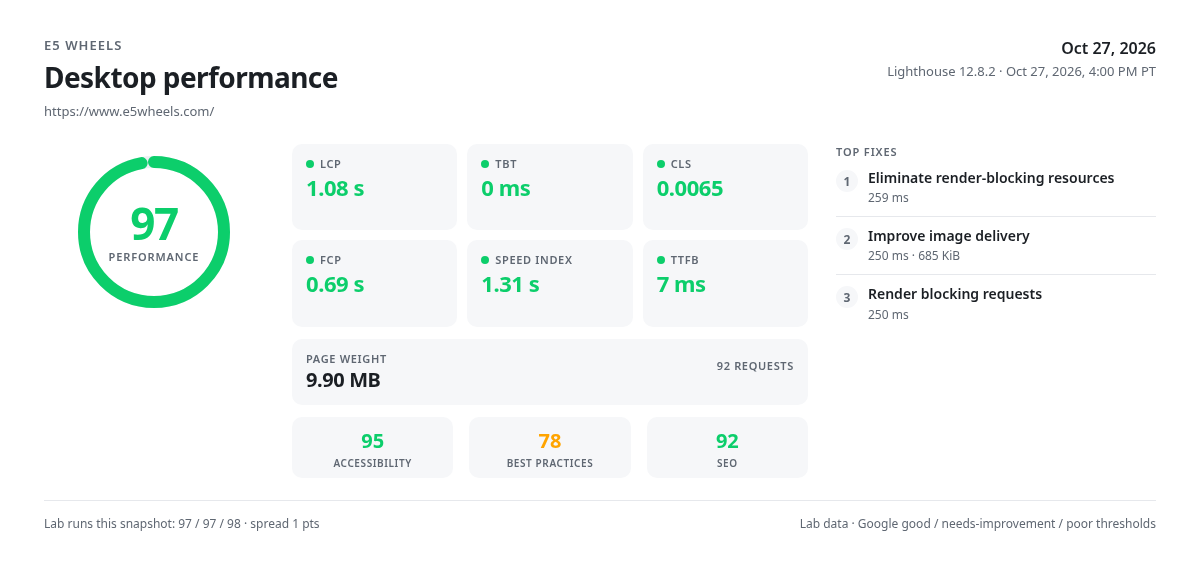 E5 WHEELS
Desktop performance
https://www.e5wheels.com/
Oct 27, 2026
Lighthouse 12.8.2 · Oct 27, 2026, 4:00 PM PT
97
PERFORMANCE
LCP
1.08 s
TBT
0 ms
CLS
0.0065
FCP
0.69 s
SPEED INDEX
1.31 s
TTFB
7 ms
PAGE WEIGHT
9.90 MB
92 REQUESTS
95
ACCESSIBILITY
78
BEST PRACTICES
92
SEO
TOP FIXES
1
Eliminate render-blocking resources
259 ms
2
Improve image delivery
250 ms · 685 KiB
3
Render blocking requests
250 ms
Lab runs this snapshot: 97 / 97 / 98 · spread 1 pts
Lab data · Google good / needs-improvement / poor thresholds